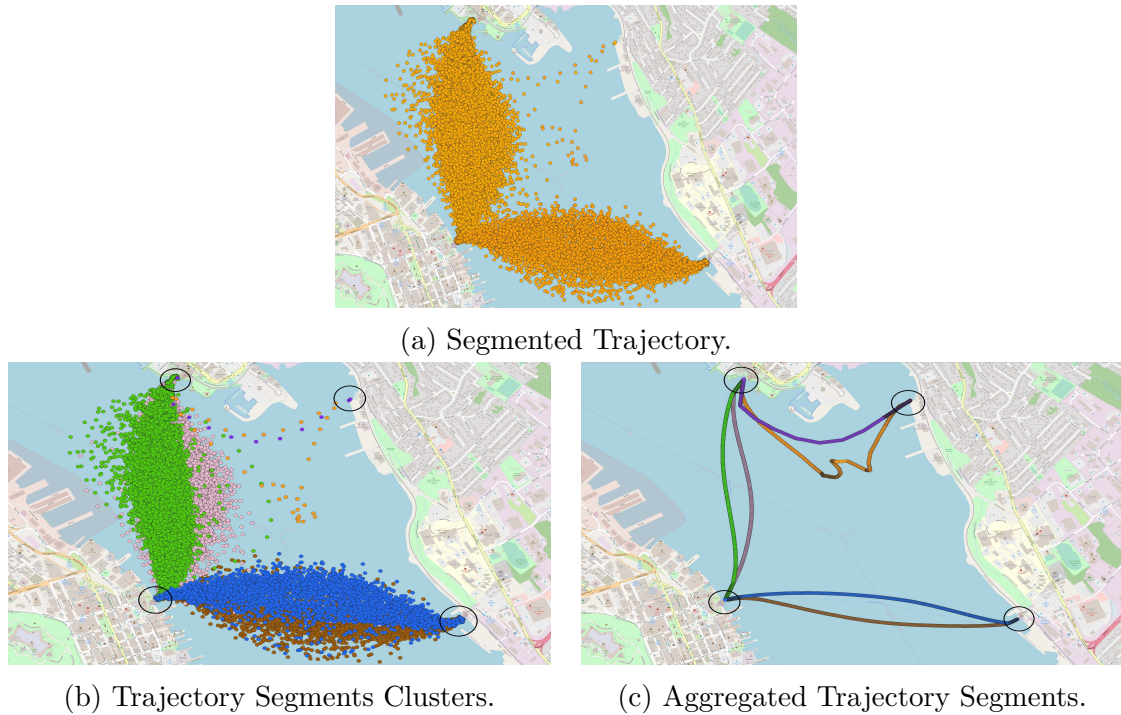 (a) Segmented Trajectory.
(b) Trajectory Segments Clusters.
(c) Aggregated Trajectory Segments.